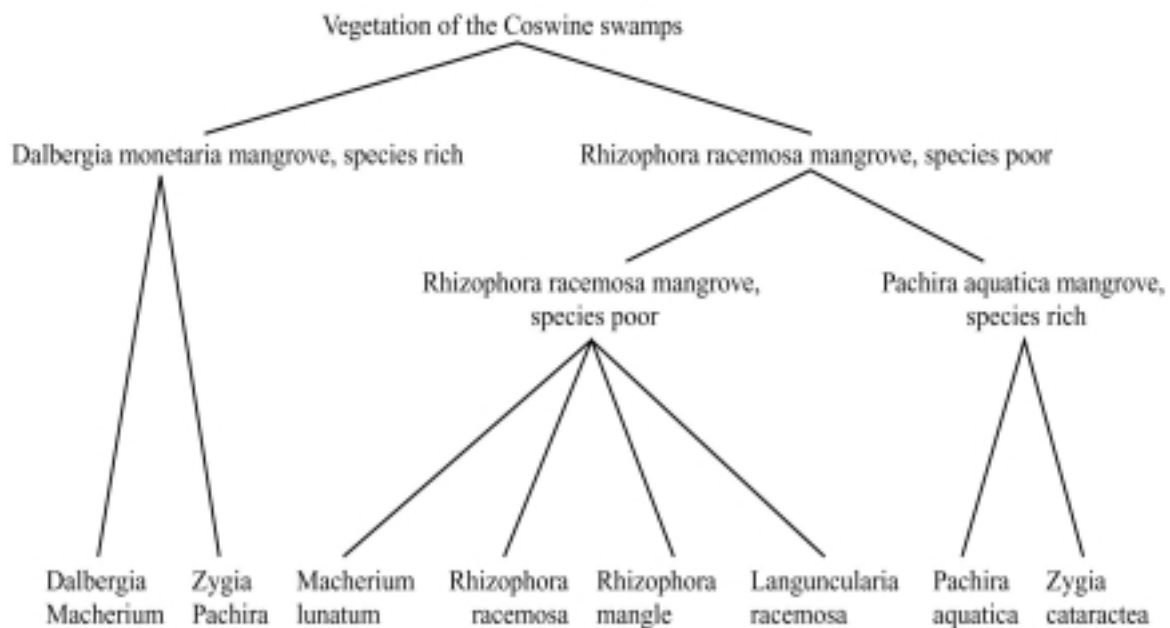 Vegetation of the Coswine swamps
Dalbergia monetaria mangrove, species rich
Rhizophora racemosa mangrove, species poor
Rhizophora racemosa mangrove,
species poor
Pachira aquatica mangrove,
species rich
Dalbergia
Macherium
Zygia
Pachira
Macherium
lunatum
Rhizophora
racemosa
Rhizophora
mangle
Languncularia
racemosa
Pachira
aquatica
Zygia
cataractea